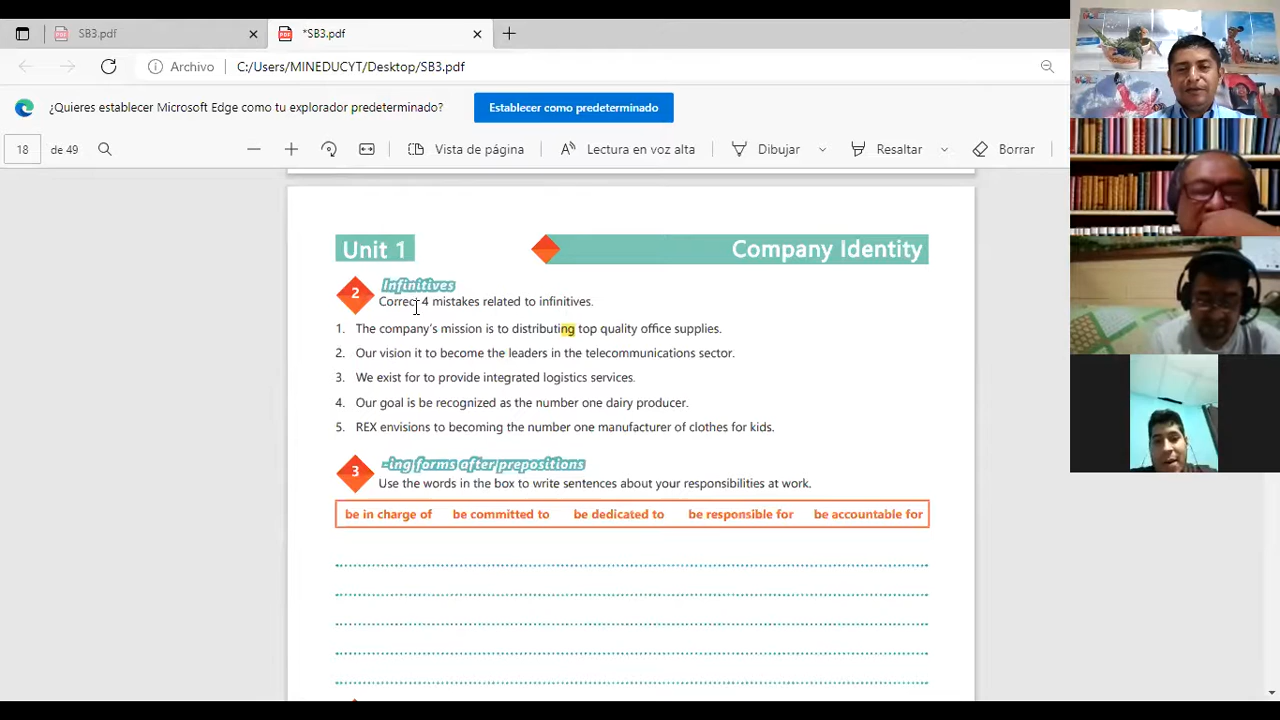 SB3.pdf
*SB3.pdf
Archivo
C:/Users/MINEDUCYT/Desktop/SB3.pdf
¿Quieres establecer Microsoft Edge como tu explorador predeterminado?
Establecer como predeterminado
18
de 49
Vista de página
Lectura en voz alta
Dibujar
Resaltar
Borrar
Unit 1
Company Identity
2
Infinitives
Correc 4 mistakes related to infinitives.
1. The company's mission is to distributing top quality office supplies.
2. Our vision it to become the leaders in the telecommunications sector.
3. We exist for to provide integrated logistics services.
4. Our goal is be recognized as the number one dairy producer.
5. REX envisions to becoming the number one manufacturer of clothes for kids.
3
-ing forms after prepositions
Use the words in the box to write sentences about your responsibilities at work.
be in charge of be committed to be dedicated to be responsible for be accountable for